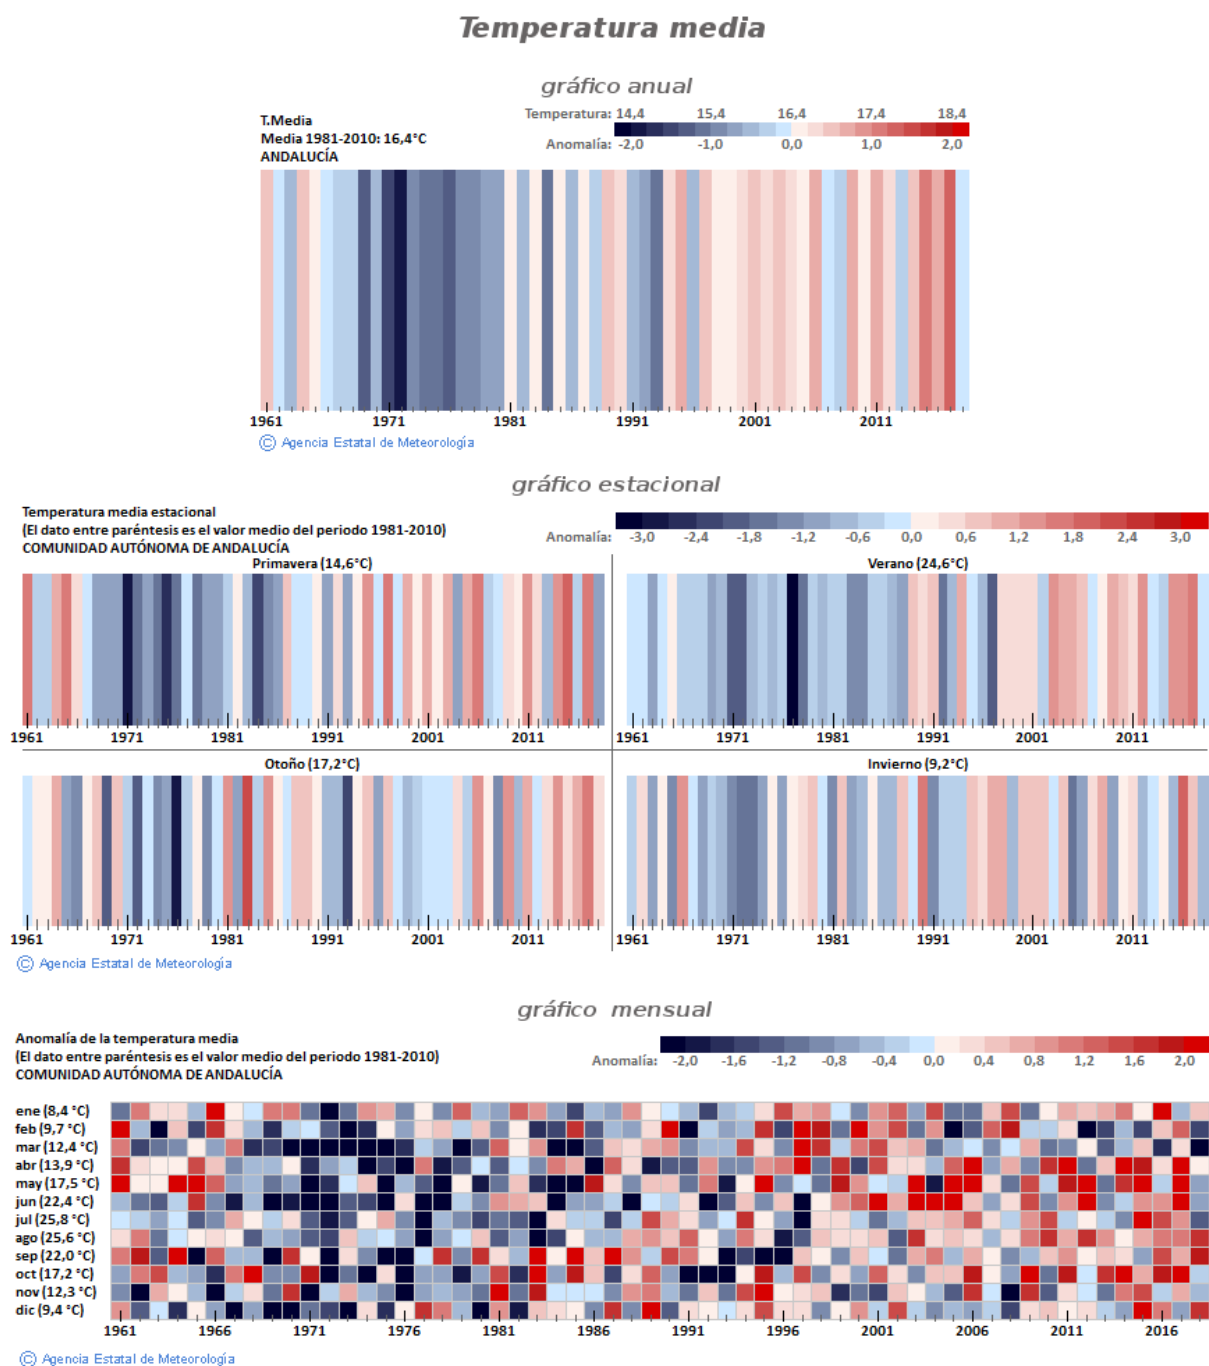 Temperatura media
gráfico anual
T.Media
Media 1981-2010: 16,4°C
ANDALUCÍA
Temperatura: 14,4 15,4 16,4 17,4 18,4
Anomalía: -2,0 -1,0 0,0 1,0 2,0
1961 1971 1981 1991 2001 2011
© Agencia Estatal de Meteorología
gráfico estacional
Temperatura media estacional
(El dato entre paréntesis es el valor medio del periodo 1981-2010)
COMUNIDAD AUTÓNOMA DE ANDALUCÍA
Anomalía: -3,0 -2,4 -1,8 -1,2 -0,6 0,0 0,6 1,2 1,8 2,4 3,0
Primavera (14,6°C)
1961 1971 1981 1991 2001 2011
Verano (24,6°C)
1961 1971 1981 1991 2001 2011
Otoño (17,2°C)
1961 1971 1981 1991 2001 2011
Invierno (9,2°C)
1961 1971 1981 1991 2001 2011
© Agencia Estatal de Meteorología
gráfico mensual
Anomalía de la temperatura media
(El dato entre paréntesis es el valor medio del periodo 1981-2010)
COMUNIDAD AUTÓNOMA DE ANDALUCÍA
Anomalía: -2,0 -1,6 -1,2 -0,8 -0,4 0,0 0,4 0,8 1,2 1,6 2,0
ene (8,4 °C)
feb (9,7 °C)
mar (12,4 °C)
abr (13,9 °C)
may (17,5 °C)
jun (22,4 °C)
jul (25,8 °C)
ago (25,6 °C)
sep (22,0 °C)
oct (17,2 °C)
nov (12,3 °C)
dic (9,4 °C)
1961 1966 1971 1976 1981 1986 1991 1996 2001 2006 2011 2016
© Agencia Estatal de Meteorología